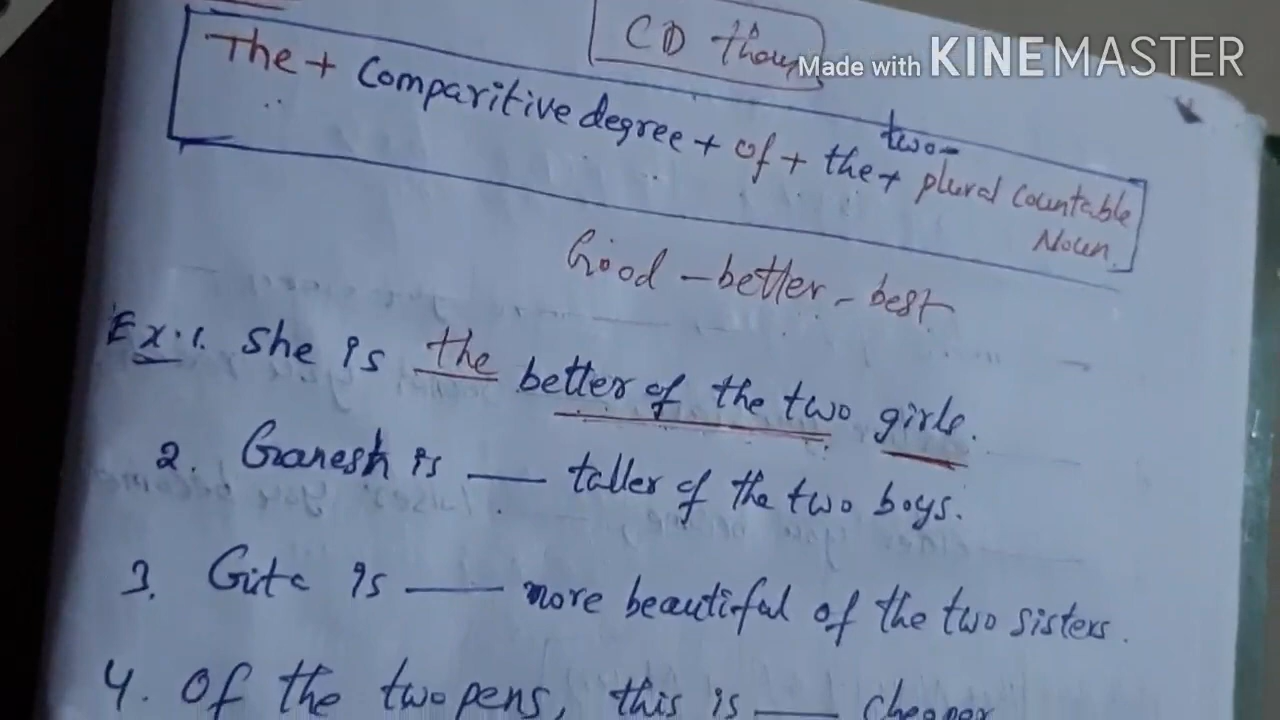 CD than
Made with KINEMASTER
The + Comparitive degree + of + the + two plural countable
Noun.
Good - better - best
Ex. 1. She is the better of the two girls.
2. Ganesh is ___ taller of the two boys.
3. Gita is ___ more beautiful of the two sisters.
4. Of the two pens, this is ___ cheaper